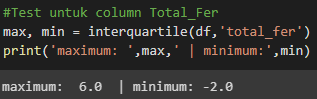 #Test untuk column Total_Fer
max, min = interquartile(df,'total_fer')
print('maximum: ',max,' | minimum:',min)
maximum:  6.0  | minimum: -2.0